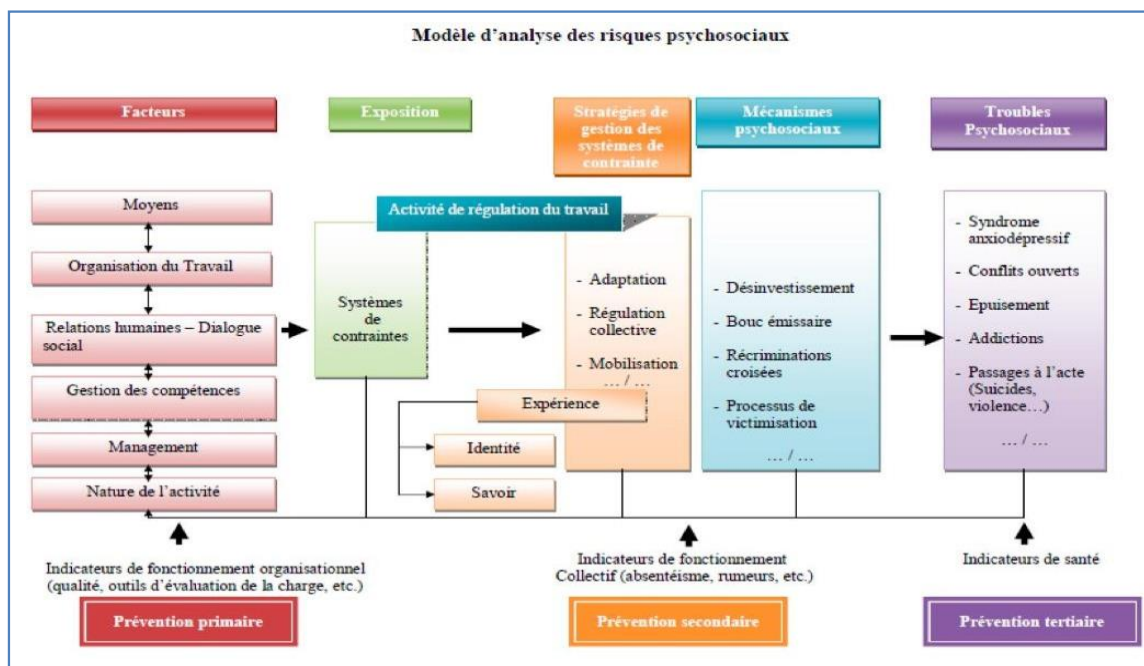 Modèle d'analyse des risques psychosociaux
Facteurs
Exposition
Stratégies de
gestion des
systèmes de
contrainte
Mécanismes
psychosociaux
Troubles
Psychosociaux
Moyens
Organisation du Travail
Relations humaines – Dialogue
social
Gestion des compétences
Management
Nature de l'activité
Activité de régulation du travail
Systèmes
de
contraintes
- Adaptation
- Régulation
collective
- Mobilisation
… / …
Expérience
Identité
Savoir
- Désinvestissement
- Bouc émissaire
- Récriminations
croisées
- Processus de
victimisation
… / …
- Syndrome
anxiodépressif
- Conflits ouverts
- Epuisement
- Addictions
- Passages à l'acte
(Suicides,
violence…)
… / …
Indicateurs de fonctionnement organisationnel
(qualité, outils d'évaluation de la charge, etc.)
Prévention primaire
Indicateurs de fonctionnement
Collectif (absentéisme, rumeurs, etc.)
Prévention secondaire
Indicateurs de santé
Prévention tertiaire